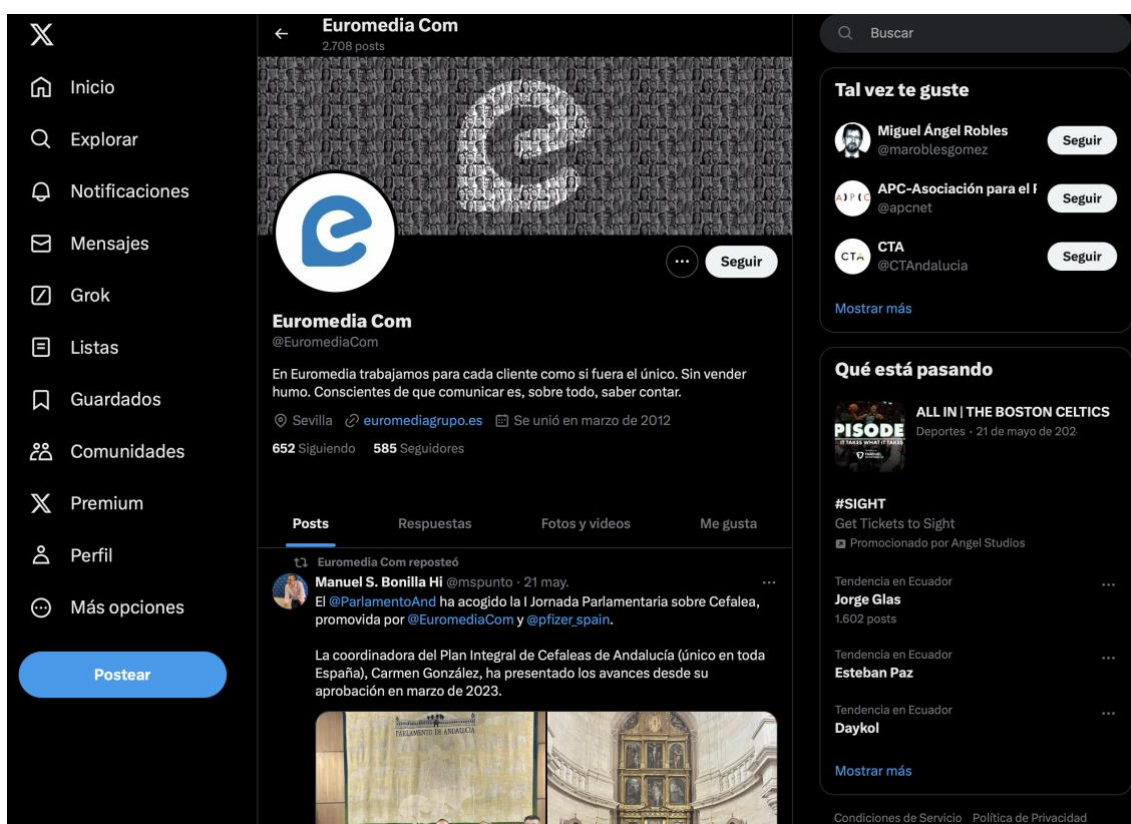 Inicio
Explorar
Notificaciones
Mensajes
Grok
Listas
Guardados
Comunidades
Premium
Perfil
Más opciones
Postear
Euromedia Com
2.708 posts
Seguir
Euromedia Com
@EuromediaCom
En Euromedia trabajamos para cada cliente como si fuera el único. Sin vender
humo. Conscientes de que comunicar es, sobre todo, saber contar.
Sevilla euromediagrupo.es Se unió en marzo de 2012
652 Siguiendo 585 Seguidores
Posts Respuestas Fotos y videos Me gusta
Euromedia Com reposteó
Manuel S. Bonilla Hi @mspunto · 21 may.
El @ParlamentoAnd ha acogido la I Jornada Parlamentaria sobre Cefalea,
promovida por @EuromediaCom y @pfizer_spain.
La coordinadora del Plan Integral de Cefaleas de Andalucía (único en toda
España), Carmen González, ha presentado los avances desde su
aprobación en marzo de 2023.
PARLAMENTO DE ANDALUCIA
Buscar
Tal vez te guste
Miguel Ángel Robles
@maroblesgomez
Seguir
APC-Asociación para el
@apcnet
Seguir
CTA
CTA
@CTAndalucia
Seguir
Mostrar más
Qué está pasando
PISODE
IT TAKES WHAT IT TAKES
ALL IN | THE BOSTON CELTICS
Deportes · 21 de mayo de 202
#SIGHT
Get Tickets to Sight
Promocionado por Angel Studios
Tendencia en Ecuador
Jorge Glas
1.602 posts
Tendencia en Ecuador
Esteban Paz
Tendencia en Ecuador
Daykol
Mostrar más
Condiciones de Servicio Política de Privacidad